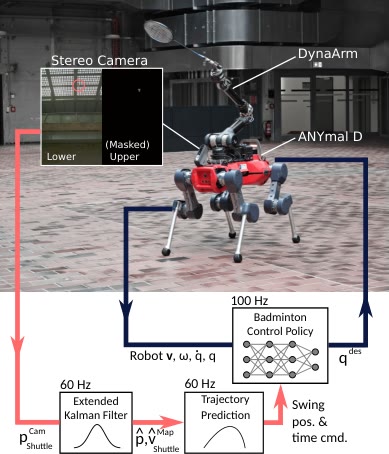 Stereo Camera
DynaArm
ANYmal D
(Masked)
Lower
Upper
100 Hz
Badminton
Control Policy
Robot v, ω, q̇, q
q^des
60 Hz
60 Hz
Extended
Kalman Filter
Trajectory
Prediction
Swing
pos. &
time cmd.
p^Cam_Shuttle
p̂,v̂^Map_Shuttle